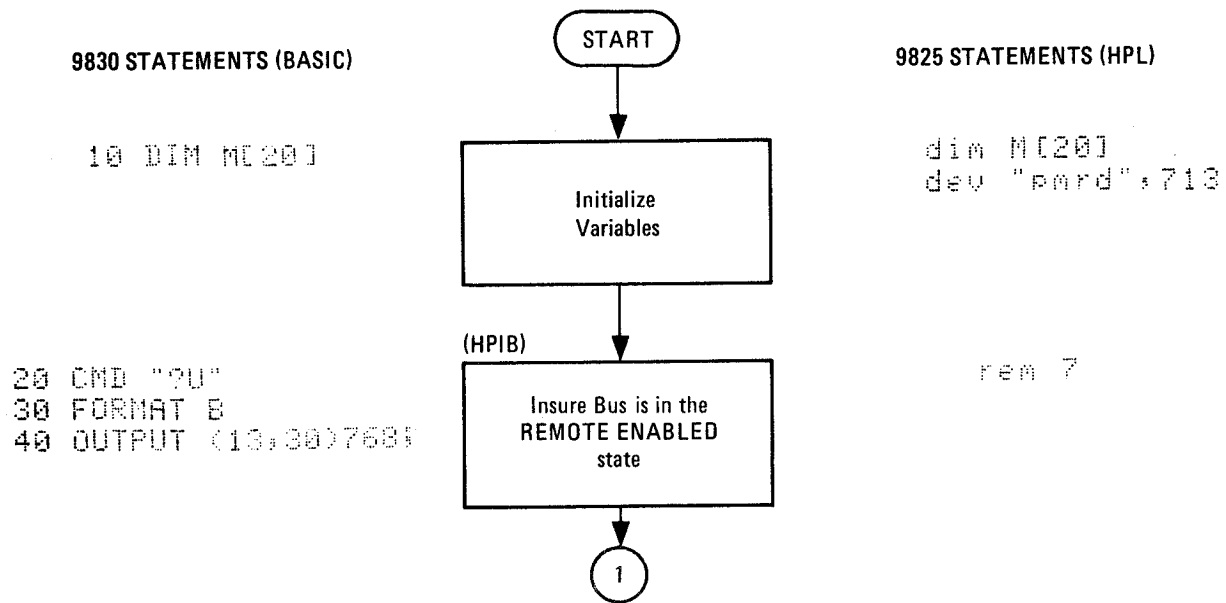 START
9830 STATEMENTS (BASIC)
9825 STATEMENTS (HPL)
10 DIM M[20]
Initialize
Variables
dim M[20]
dev "pmrd",713
(HPIB)
20 CMD "?U"
30 FORMAT B
40 OUTPUT (13,30)768;
Insure Bus is in the
REMOTE ENABLED
state
rem 7
1